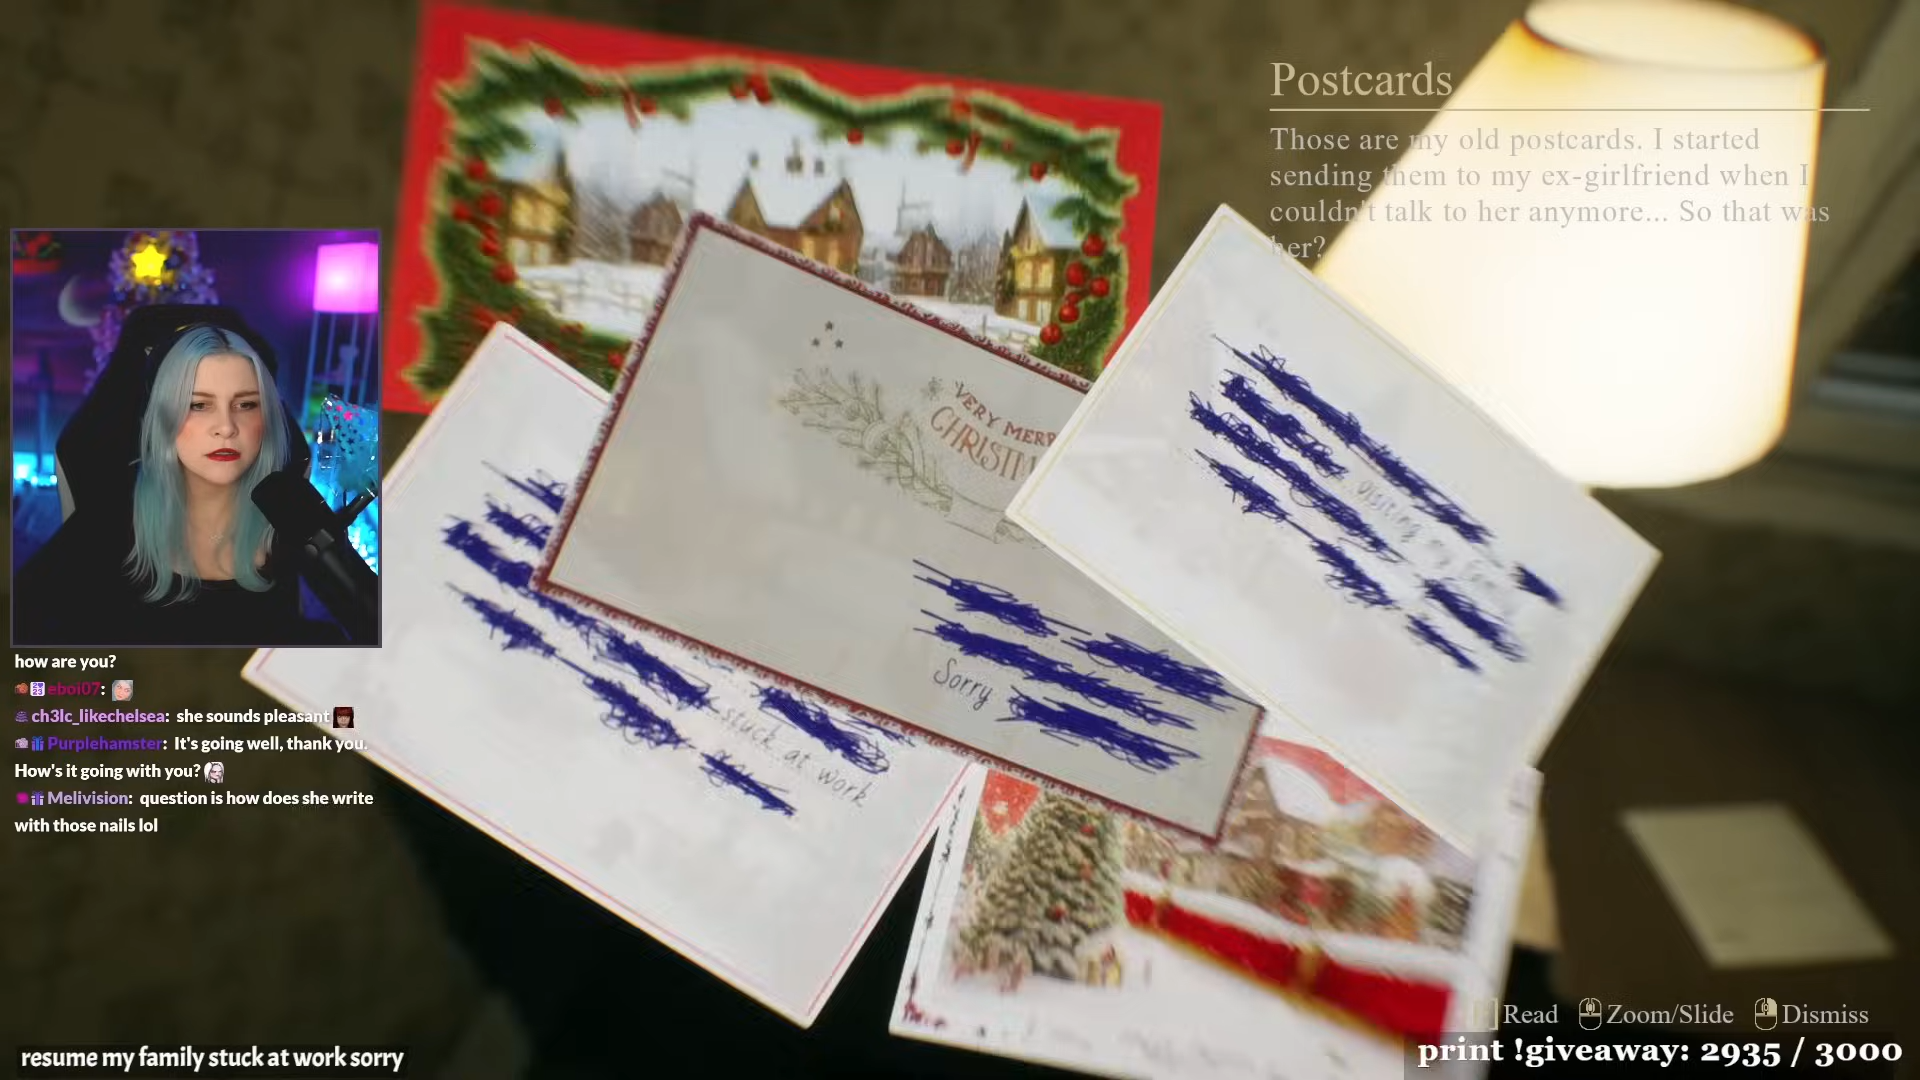 Postcards
Those are my old postcards. I started
sending them to my ex-girlfriend when I
couldn't talk to her anymore... So that was
her?
VERY MERR
CHRISTM
visiting my
Sorry
stuck at work
how are you?
eboi07:
ch3lc_likechelsea: she sounds pleasant
Purplehamster: It's going well, thank you.
How's it going with you?
Melivision: question is how does she write
with those nails lol
Read Zoom/Slide Dismiss
resume my family stuck at work sorry
print !giveaway: 2935 / 3000